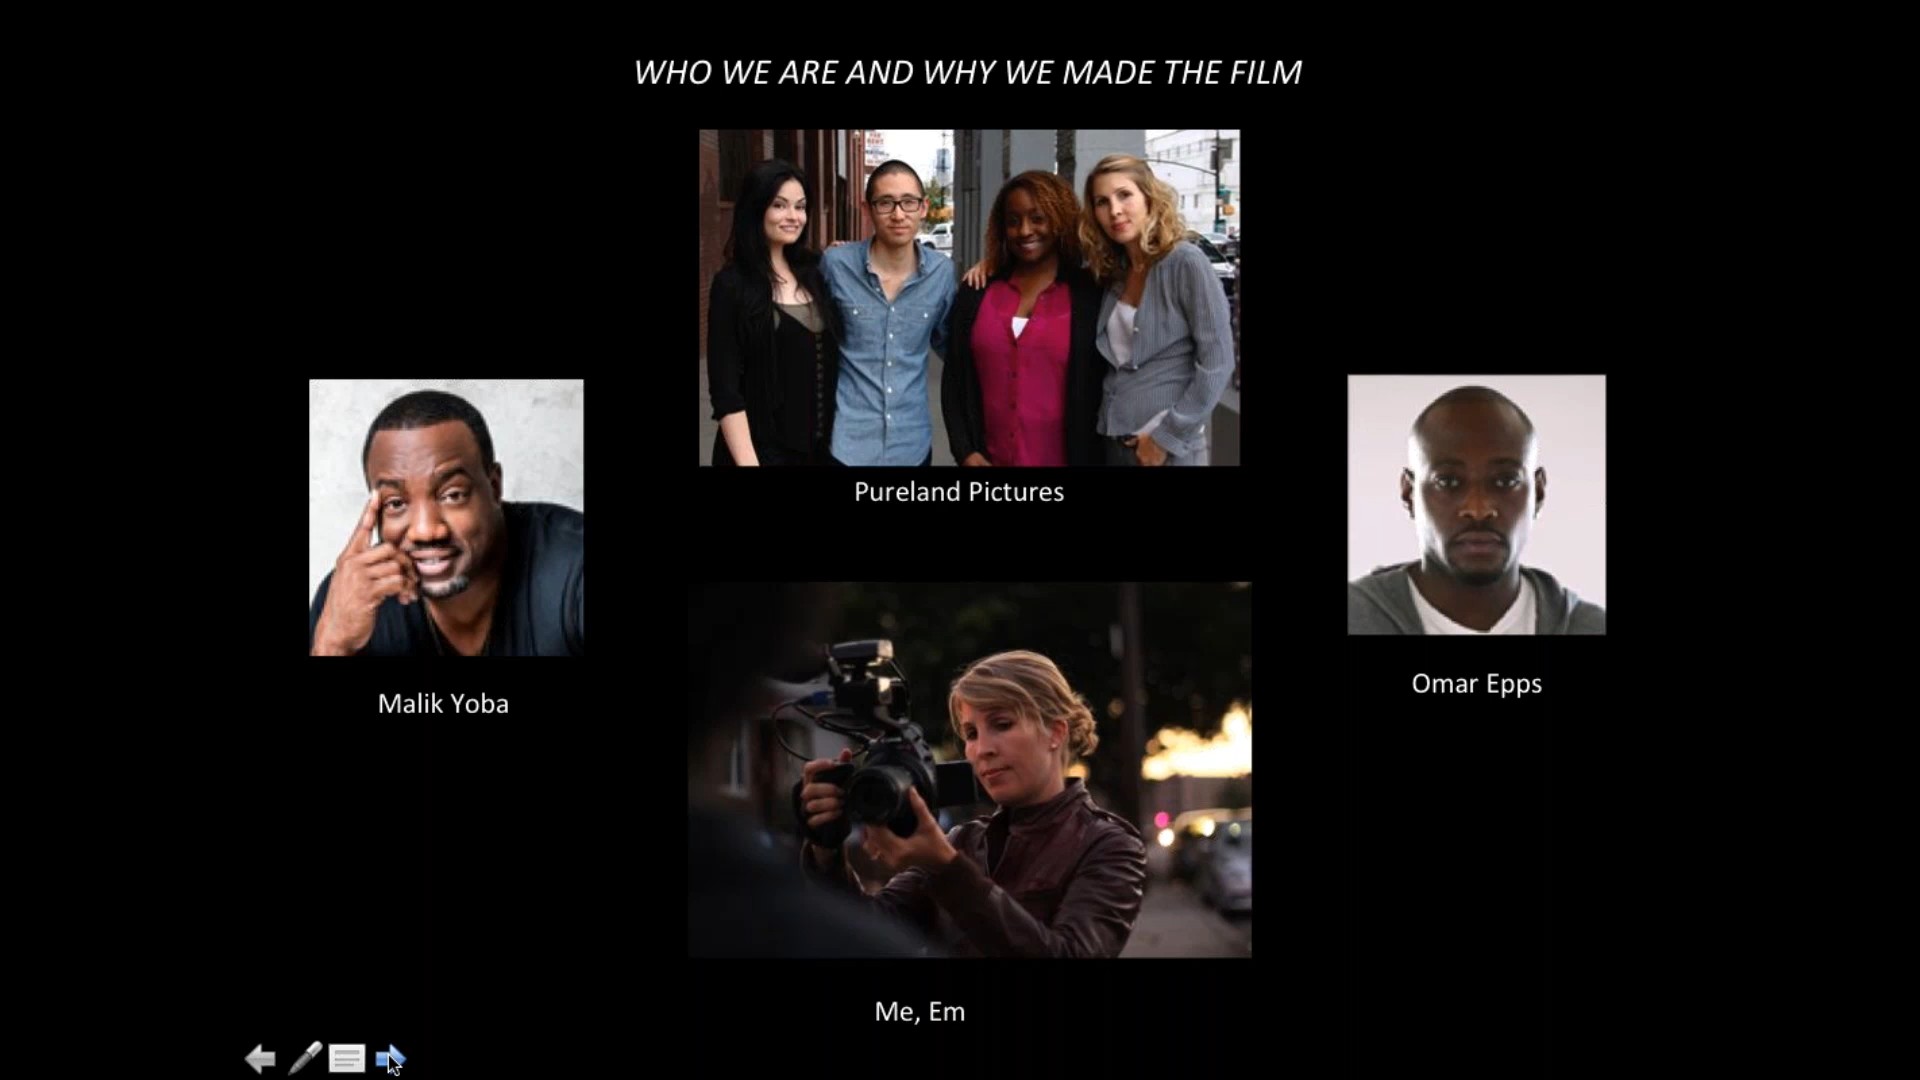 WHO WE ARE AND WHY WE MADE THE FILM
Pureland Pictures
Malik Yoba
Omar Epps
Me, Em